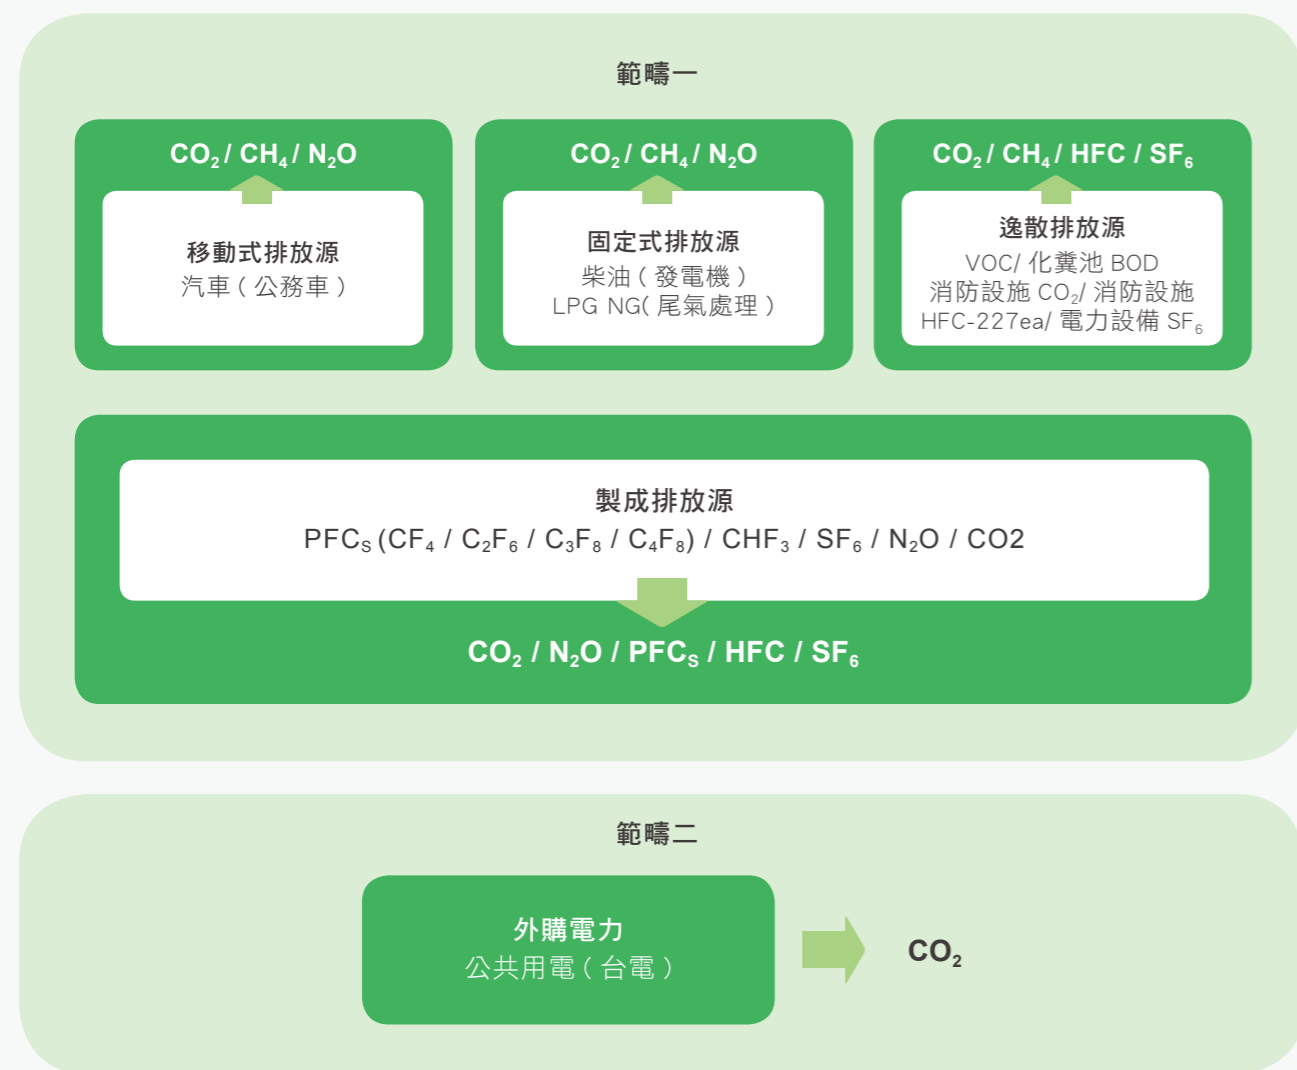 範疇一
CO₂ / CH₄ / N₂O
移動式排放源
汽車 ( 公務車 )
CO₂ / CH₄ / N₂O
固定式排放源
柴油 ( 發電機 )
LPG NG( 尾氣處理 )
CO₂ / CH₄ / HFC / SF₆
逸散排放源
VOC/ 化糞池 BOD
消防設施 CO₂/ 消防設施
HFC-227ea/ 電力設備 SF₆
製成排放源
PFCₛ (CF₄ / C₂F₆ / C₃F₈ / C₄F₈) / CHF₃ / SF₆ / N₂O / CO2
CO₂ / N₂O / PFCₛ / HFC / SF₆
範疇二
外購電力
公共用電 ( 台電 )
CO₂